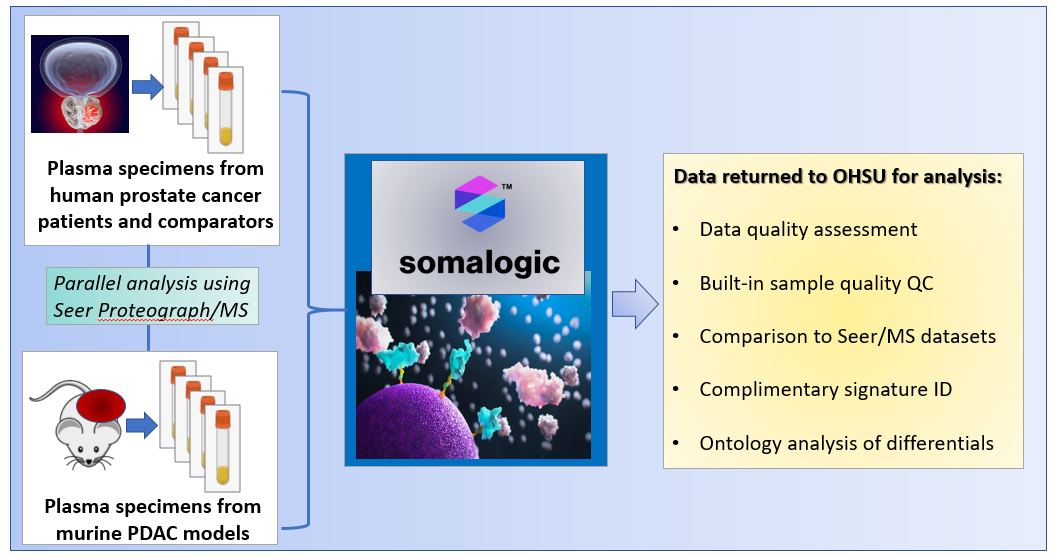 Plasma specimens from
human prostate cancer
patients and comparators
Parallel analysis using
Seer Proteograph/MS
Plasma specimens from
murine PDAC models
TM
somalogic
Data returned to OHSU for analysis:
• Data quality assessment
• Built-in sample quality QC
• Comparison to Seer/MS datasets
• Complimentary signature ID
• Ontology analysis of differentials